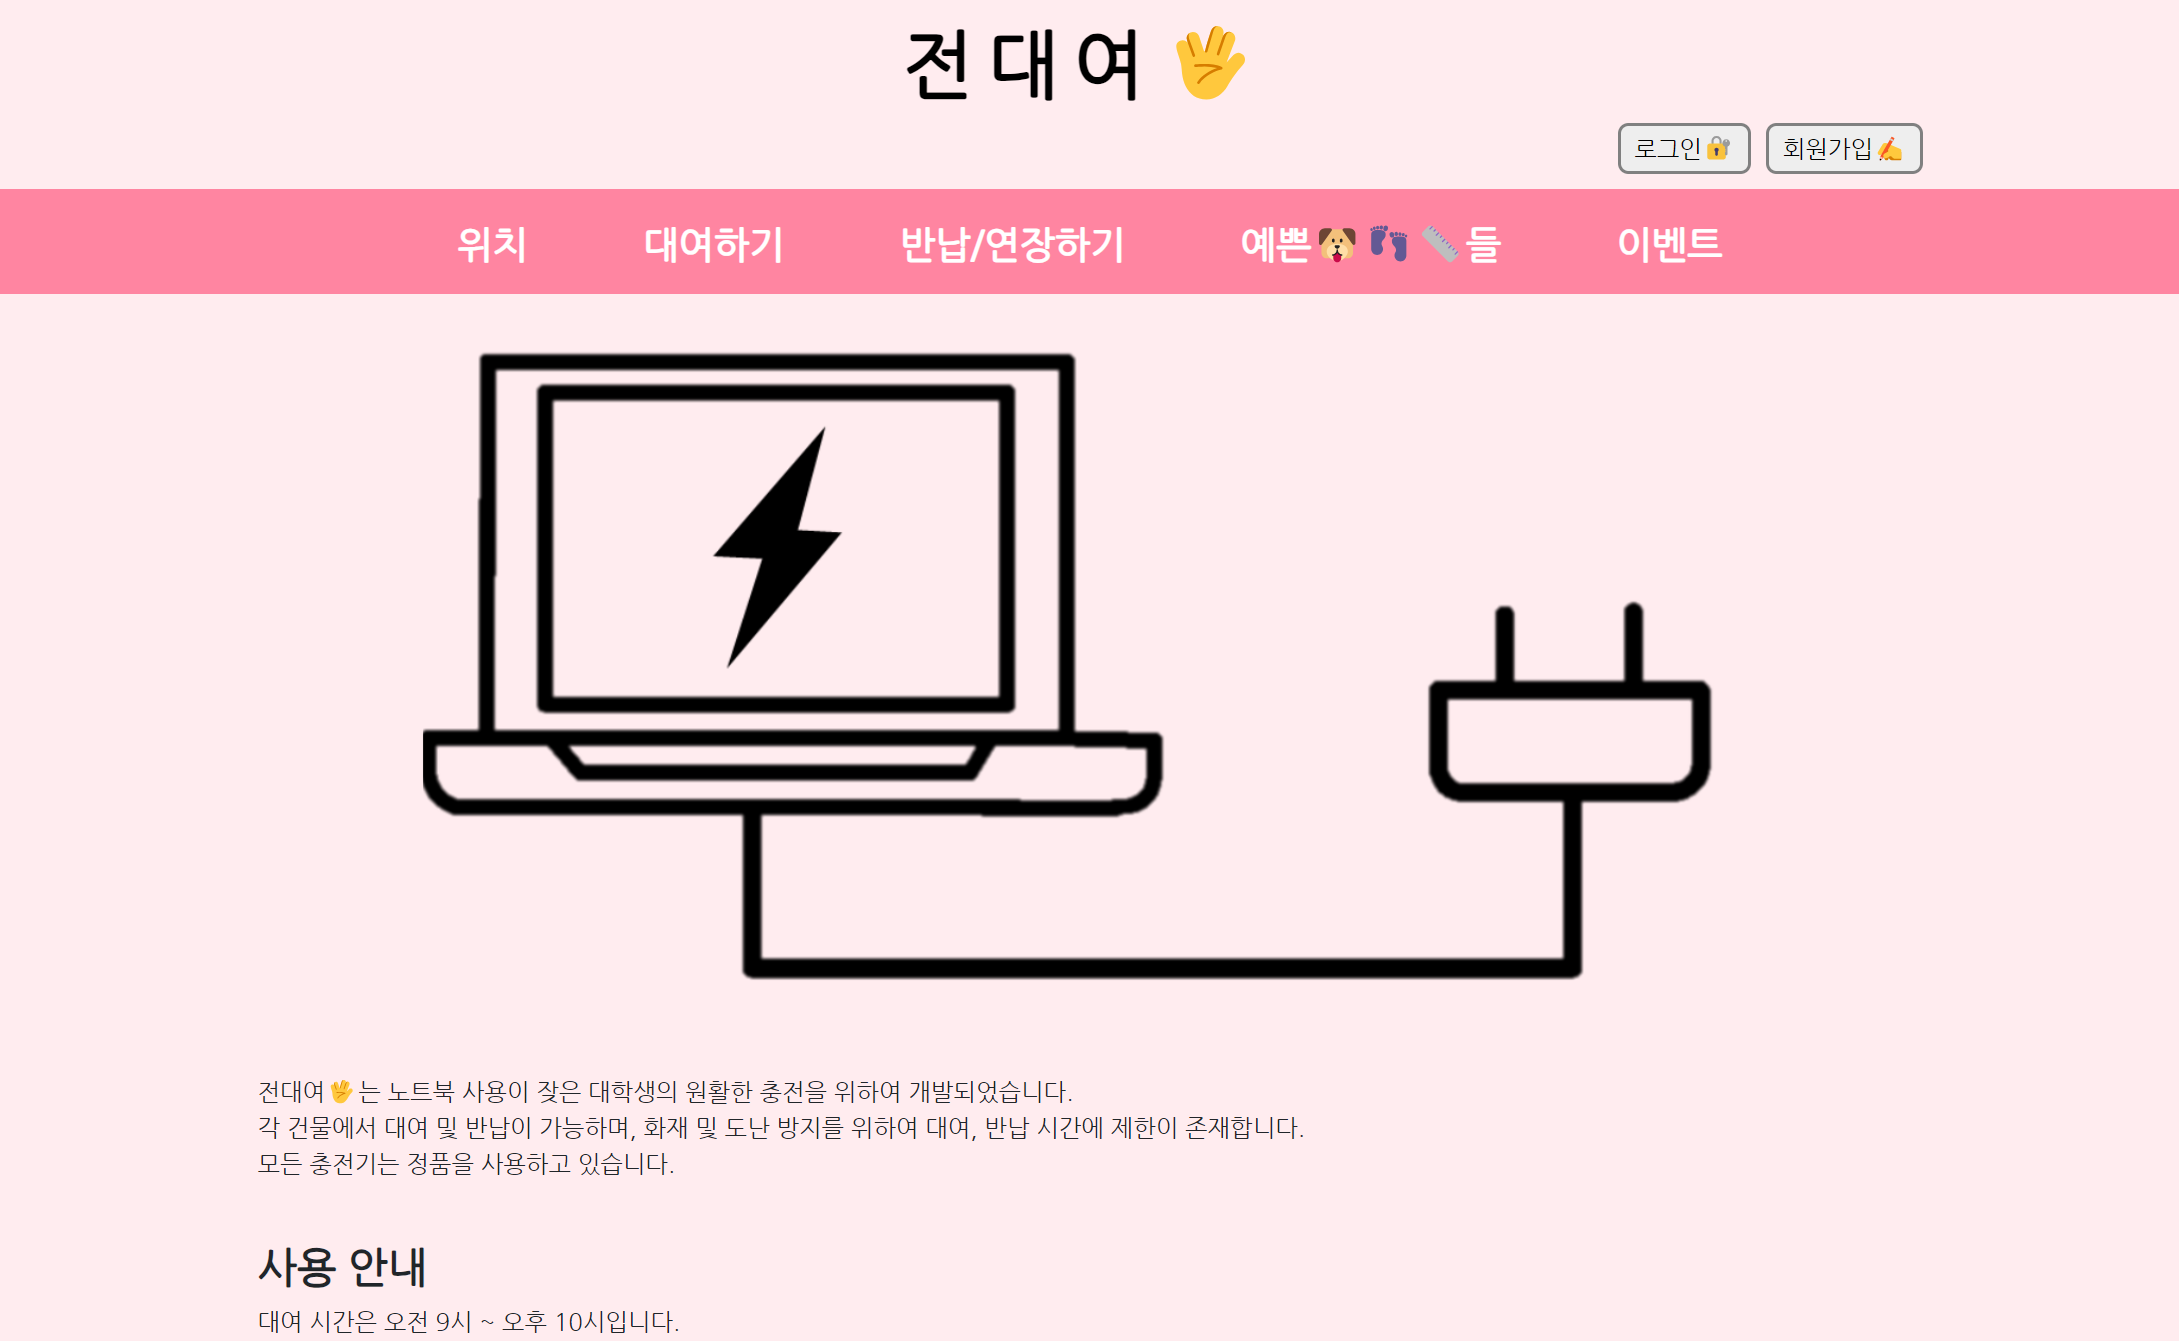 전대여 🖖
로그인🔐 회원가입✍
위치 대여하기 반납/연장하기 예쁜🐶👣📏들 이벤트
전대여🖖는 노트북 사용이 잦은 대학생의 원활한 충전을 위하여 개발되었습니다.
각 건물에서 대여 및 반납이 가능하며, 화재 및 도난 방지를 위하여 대여, 반납 시간에 제한이 존재합니다.
모든 충전기는 정품을 사용하고 있습니다.
사용 안내
대여 시간은 오전 9시 ~ 오후 10시입니다.